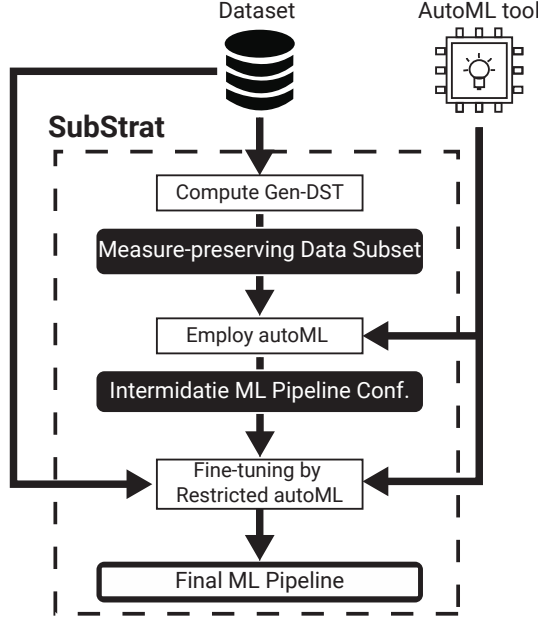 Dataset
AutoML tool
SubStrat
Compute Gen-DST
Measure-preserving Data Subset
Employ autoML
Intermidatie ML Pipeline Conf.
Fine-tuning by
Restricted autoML
Final ML Pipeline